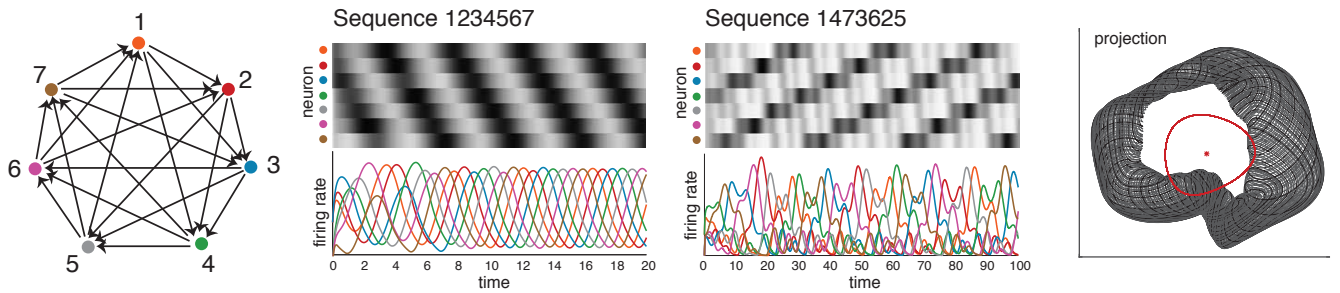 1
2
3
4
5
6
7
Sequence 1234567
neuron
firing rate
0 2 4 6 8 10 12 14 16 18 20
time
Sequence 1473625
neuron
firing rate
0 10 20 30 40 50 60 70 80 90 100
time
projection